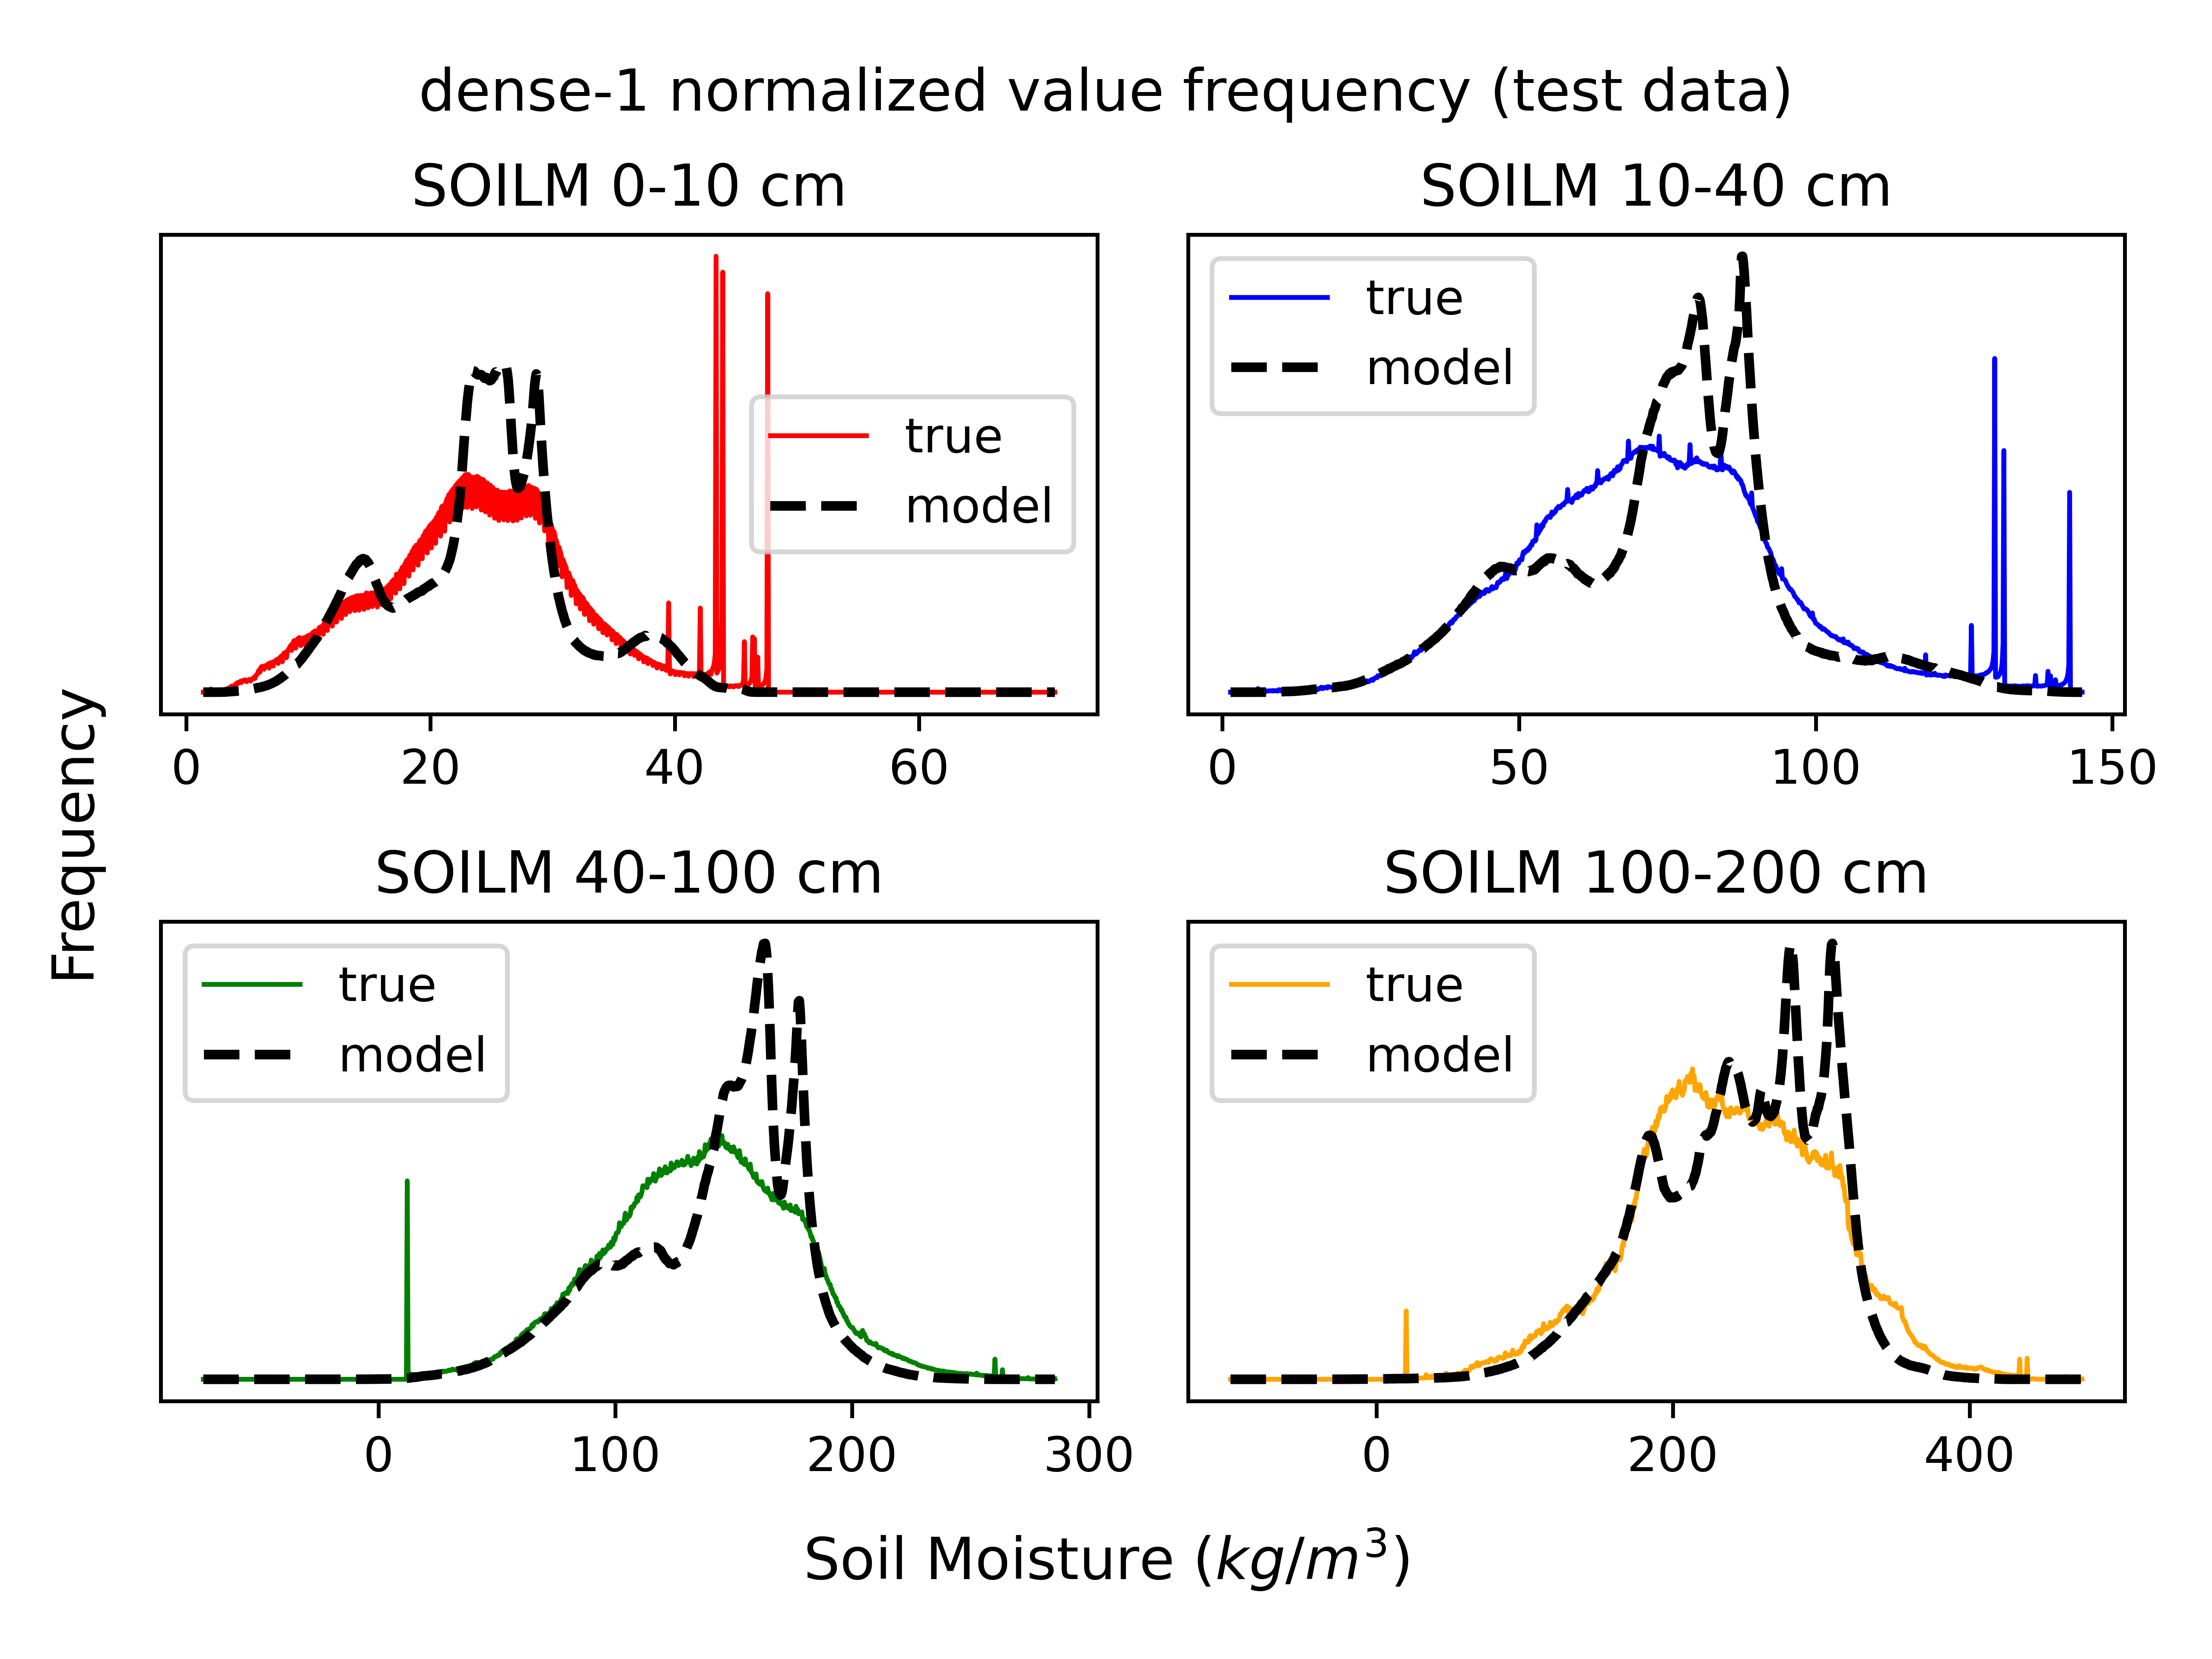 dense-1 normalized value frequency (test data)
SOILM 0-10 cm
true
model
0 20 40 60
SOILM 10-40 cm
true
model
0 50 100 150
Frequency
SOILM 40-100 cm
true
model
0 100 200 300
SOILM 100-200 cm
true
model
0 200 400
Soil Moisture (kg/m³)